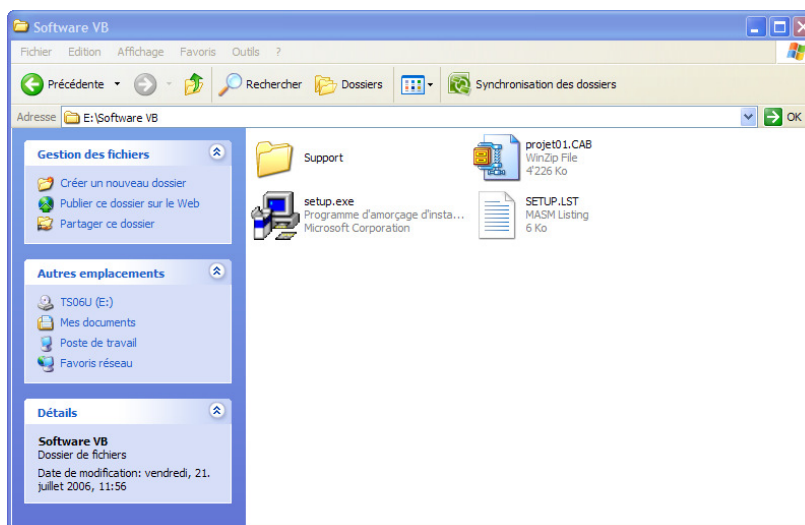 Software VB
Fichier Edition Affichage Favoris Outils ?
Précédente Rechercher Dossiers Synchronisation des dossiers
Adresse E:\Software VB OK
Gestion des fichiers
Créer un nouveau dossier
Publier ce dossier sur le Web
Partager ce dossier
Autres emplacements
TS06U (E:)
Mes documents
Poste de travail
Favoris réseau
Détails
Software VB
Dossier de fichiers
Date de modification: vendredi, 21.
juillet 2006, 11:56
Support
projet01.CAB
WinZip File
4'226 Ko
setup.exe
Programme d'amorçage d'insta...
Microsoft Corporation
SETUP.LST
MASM Listing
6 Ko